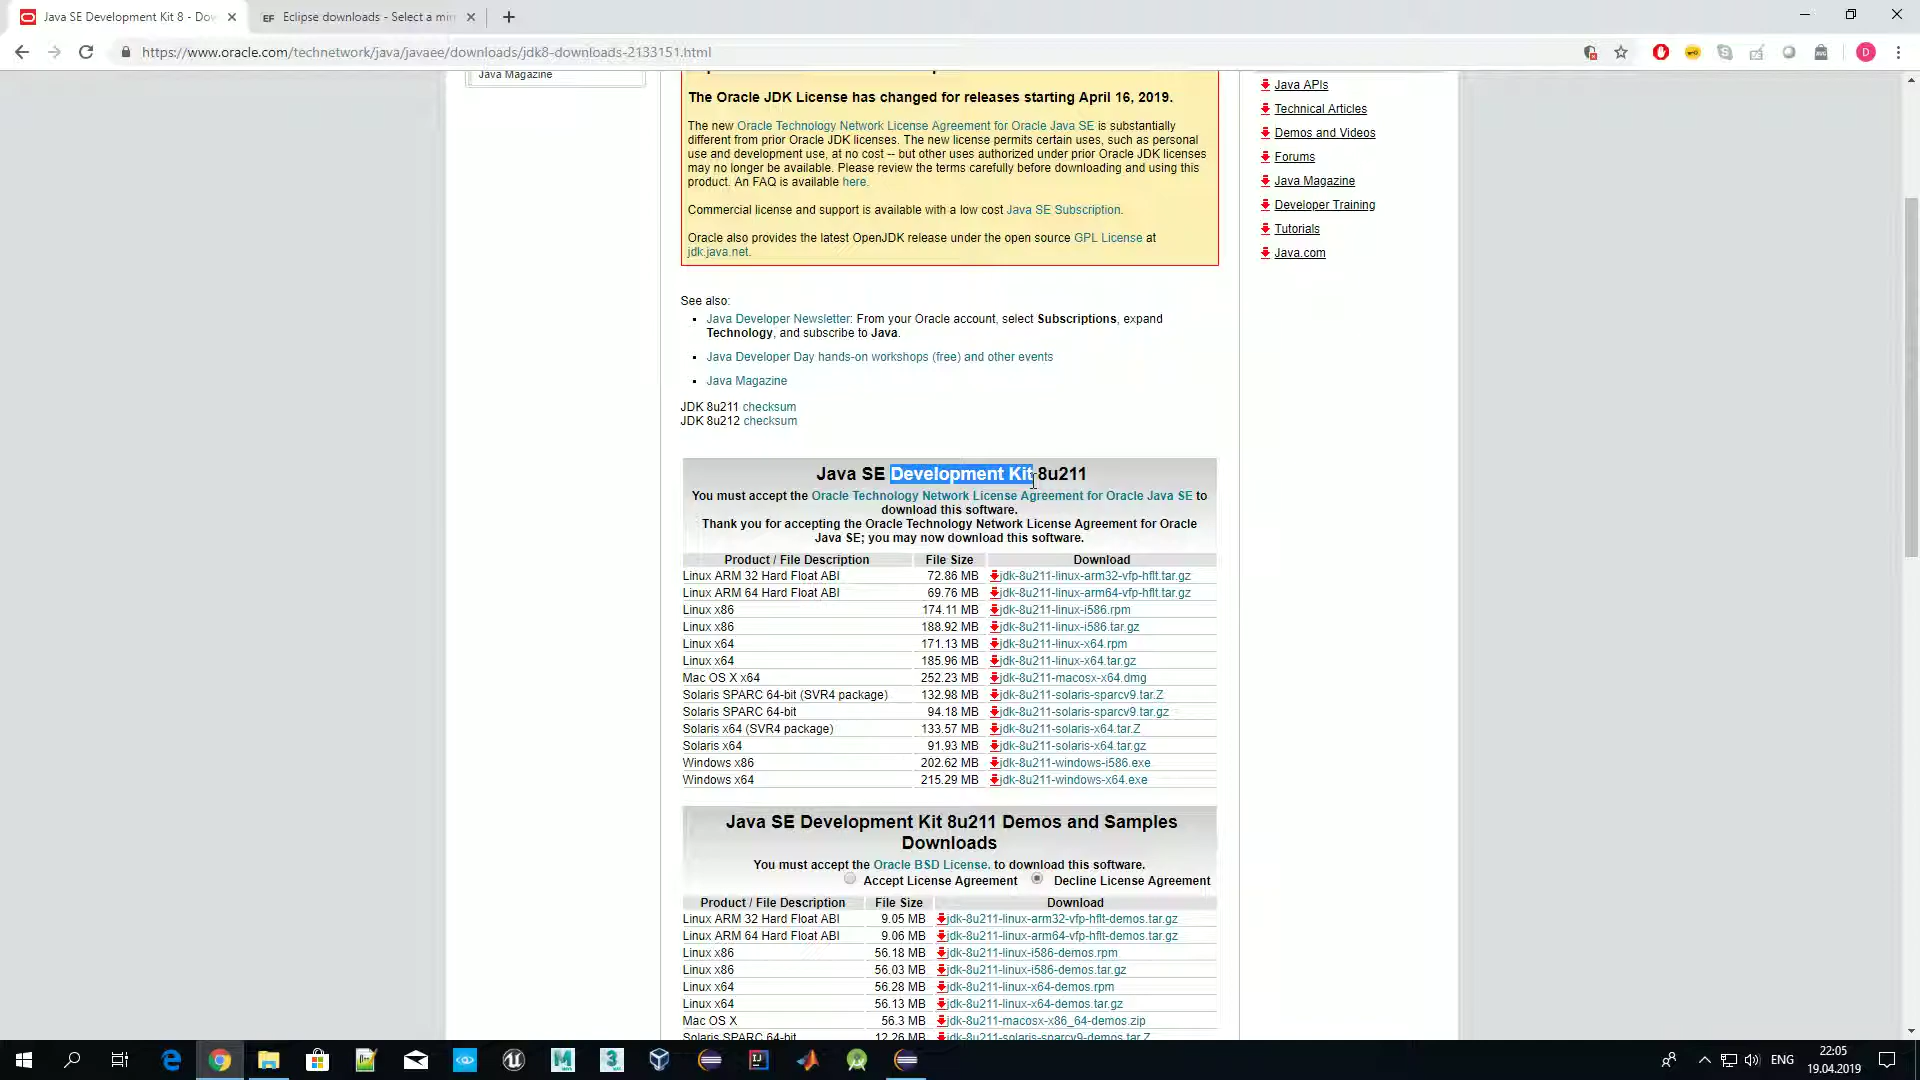 Java SE Development Kit 8 - Dow
Eclipse downloads - Select a mirr
https://www.oracle.com/technetwork/java/javaee/downloads/jdk8-downloads-2133151.html
Java Magazine
The Oracle JDK License has changed for releases starting April 16, 2019.
The new Oracle Technology Network License Agreement for Oracle Java SE is substantially
different from prior Oracle JDK licenses. The new license permits certain uses, such as personal
use and development use, at no cost -- but other uses authorized under prior Oracle JDK licenses
may no longer be available. Please review the terms carefully before downloading and using this
product. An FAQ is available here.
Commercial license and support is available with a low cost Java SE Subscription.
Oracle also provides the latest OpenJDK release under the open source GPL License at
jdk.java.net.
Java APIs
Technical Articles
Demos and Videos
Forums
Java Magazine
Developer Training
Tutorials
Java.com
See also:
Java Developer Newsletter: From your Oracle account, select Subscriptions, expand
Technology, and subscribe to Java.
Java Developer Day hands-on workshops (free) and other events
Java Magazine
JDK 8u211 checksum
JDK 8u212 checksum
Java SE Development Kit 8u211
You must accept the Oracle Technology Network License Agreement for Oracle Java SE to
download this software.
Thank you for accepting the Oracle Technology Network License Agreement for Oracle
Java SE; you may now download this software.
Product / File Description File Size Download
Linux ARM 32 Hard Float ABI 72.86 MB jdk-8u211-linux-arm32-vfp-hflt.tar.gz
Linux ARM 64 Hard Float ABI 69.76 MB jdk-8u211-linux-arm64-vfp-hflt.tar.gz
Linux x86 174.11 MB jdk-8u211-linux-i586.rpm
Linux x86 188.92 MB jdk-8u211-linux-i586.tar.gz
Linux x64 171.13 MB jdk-8u211-linux-x64.rpm
Linux x64 185.96 MB jdk-8u211-linux-x64.tar.gz
Mac OS X x64 252.23 MB jdk-8u211-macosx-x64.dmg
Solaris SPARC 64-bit (SVR4 package) 132.98 MB jdk-8u211-solaris-sparcv9.tar.Z
Solaris SPARC 64-bit 94.18 MB jdk-8u211-solaris-sparcv9.tar.gz
Solaris x64 (SVR4 package) 133.57 MB jdk-8u211-solaris-x64.tar.Z
Solaris x64 91.93 MB jdk-8u211-solaris-x64.tar.gz
Windows x86 202.62 MB jdk-8u211-windows-i586.exe
Windows x64 215.29 MB jdk-8u211-windows-x64.exe
Java SE Development Kit 8u211 Demos and Samples
Downloads
You must accept the Oracle BSD License. to download this software.
Accept License Agreement Decline License Agreement
Product / File Description File Size Download
Linux ARM 32 Hard Float ABI 9.05 MB jdk-8u211-linux-arm32-vfp-hflt-demos.tar.gz
Linux ARM 64 Hard Float ABI 9.06 MB jdk-8u211-linux-arm64-vfp-hflt-demos.tar.gz
Linux x86 56.18 MB jdk-8u211-linux-i586-demos.rpm
Linux x86 56.03 MB jdk-8u211-linux-i586-demos.tar.gz
Linux x64 56.28 MB jdk-8u211-linux-x64-demos.rpm
Linux x64 56.13 MB jdk-8u211-linux-x64-demos.tar.gz
Mac OS X 56.3 MB jdk-8u211-macosx-x86_64-demos.zip
Solaris SPARC 64-bit 12.26 MB jdk-8u211-solaris-sparcv9-demos.tar.Z
ENG
22:05
19.04.2019